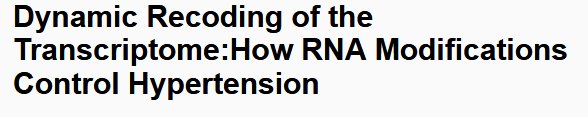 Dynamic Recoding of the
Transcriptome:How RNA Modifications
Control Hypertension